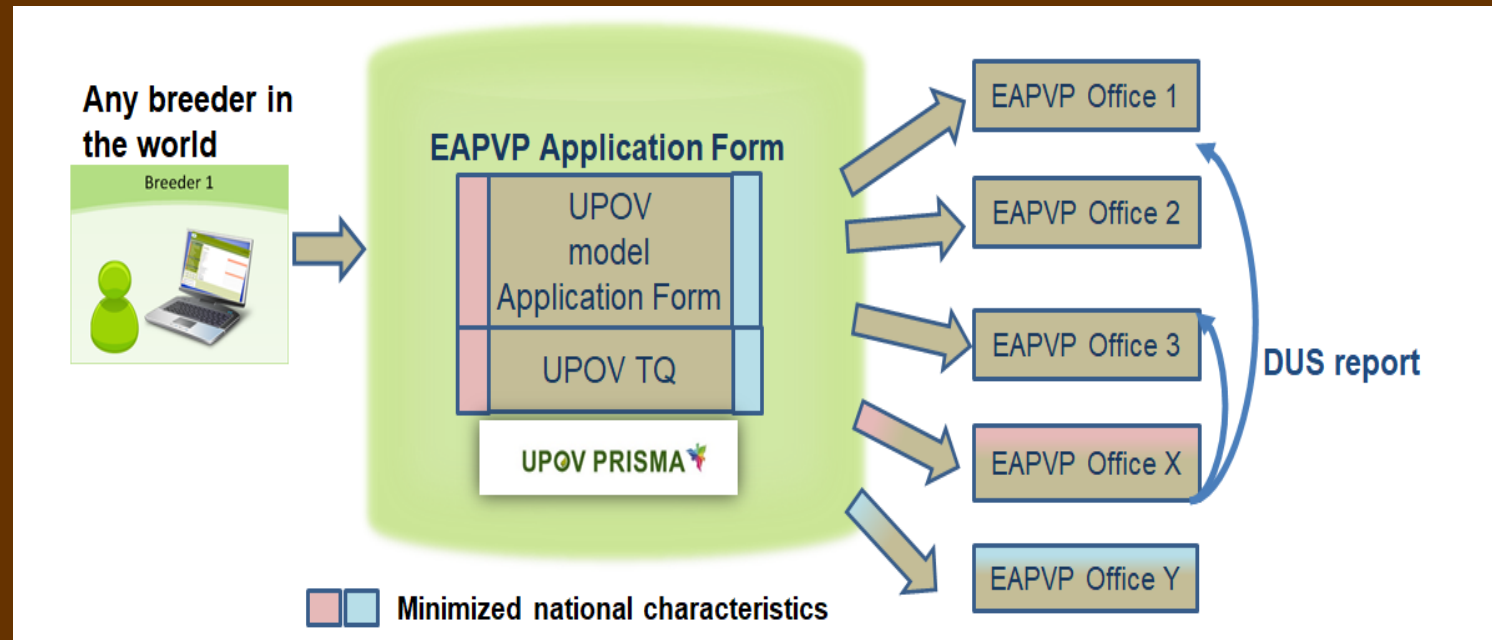 Any breeder in
the world
Breeder 1
EAPVP Application Form
UPOV
model
Application Form
UPOV TQ
UPOV PRISMA
EAPVP Office 1
EAPVP Office 2
EAPVP Office 3
EAPVP Office X
EAPVP Office Y
DUS report
Minimized national characteristics